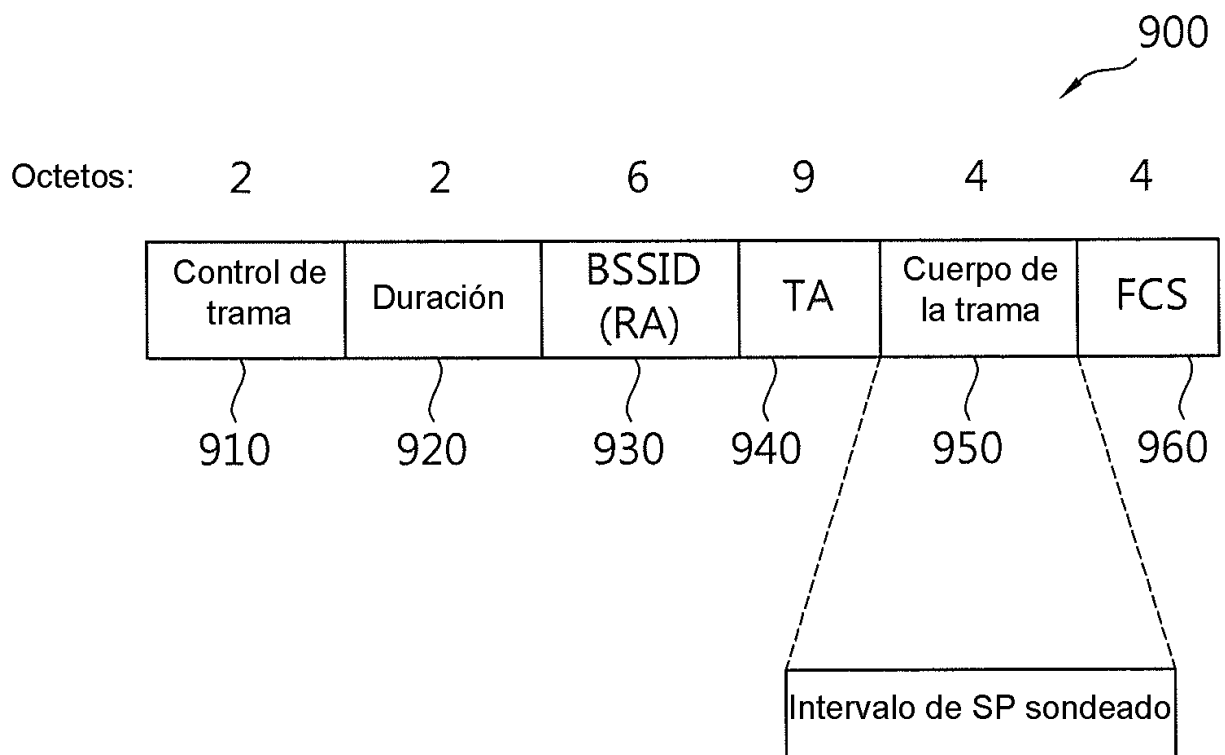 900
Octetos: 2 2 6 9 4 4
Control de trama
Duración
BSSID (RA)
TA
Cuerpo de la trama
FCS
910 920 930 940 950 960
Intervalo de SP sondeado